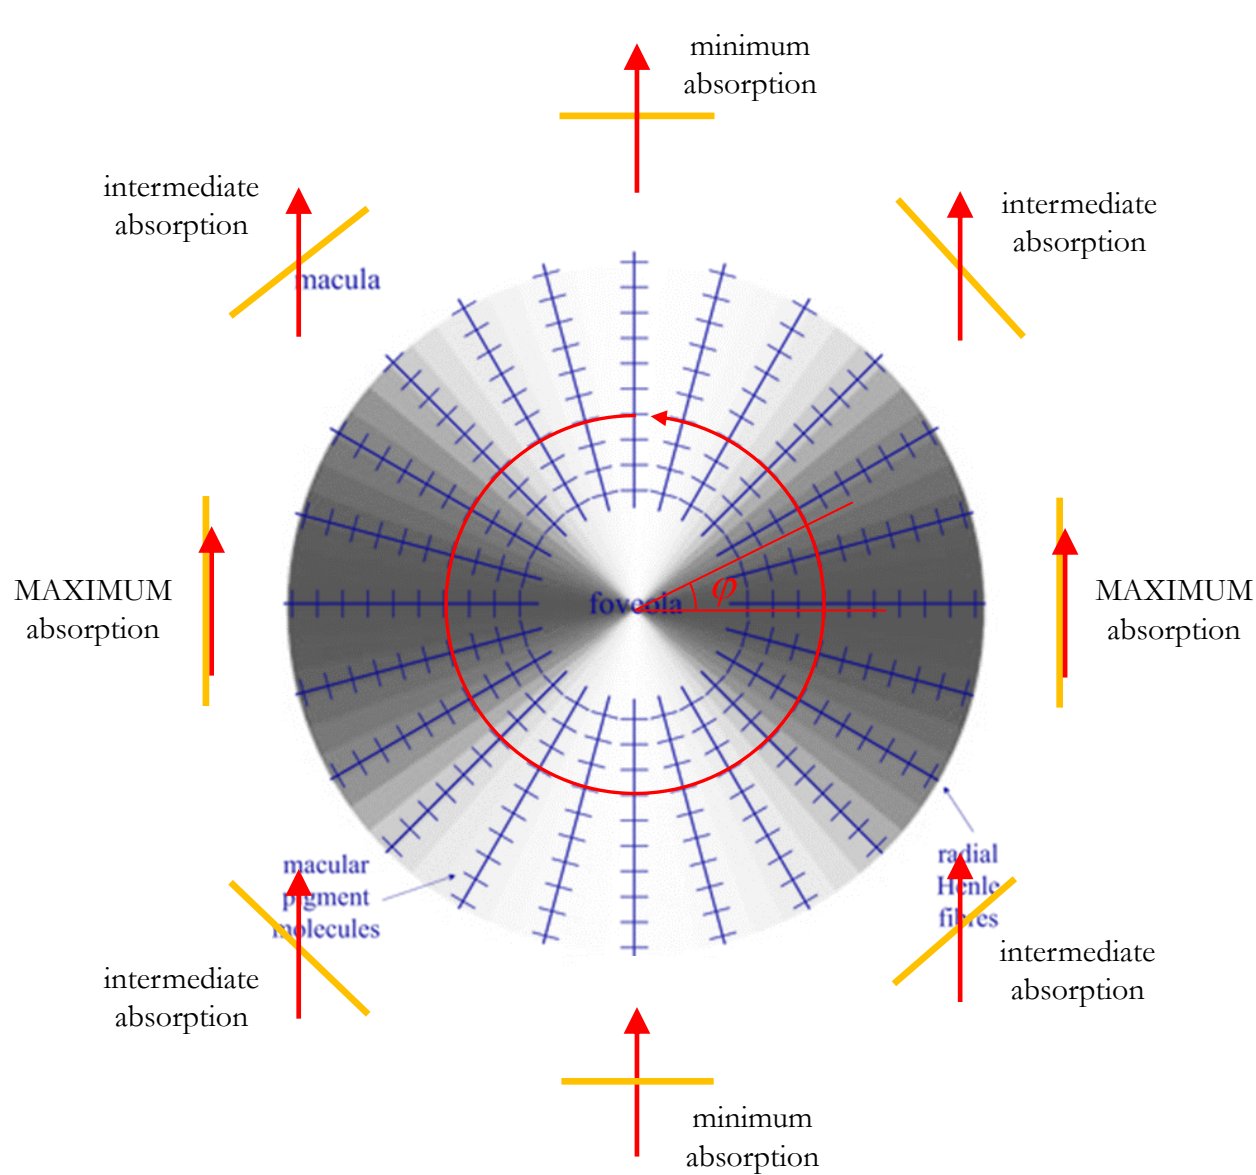 minimum
absorption
intermediate
absorption
intermediate
absorption
macula
MAXIMUM
absorption
foveola
φ
MAXIMUM
absorption
macular
pigment
molecules
radial
Henle
fibres
intermediate
absorption
intermediate
absorption
minimum
absorption